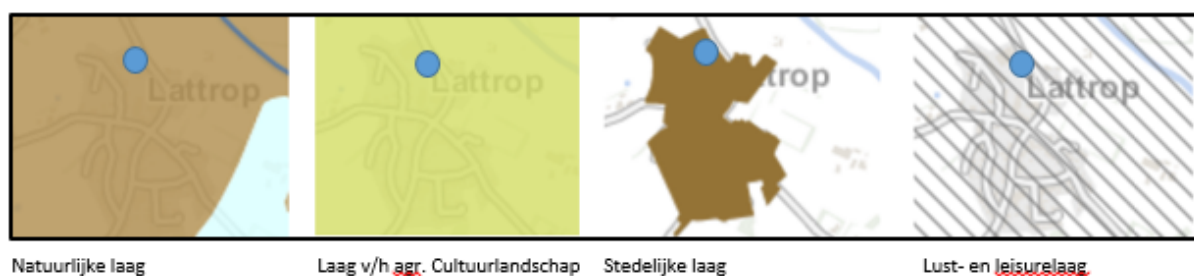 Lattrop
Lattrop
trop
Lattrop
Natuurlijke laag
Laag v/h agr. Cultuurlandschap
Stedelijke laag
Lust- en leisurelaag